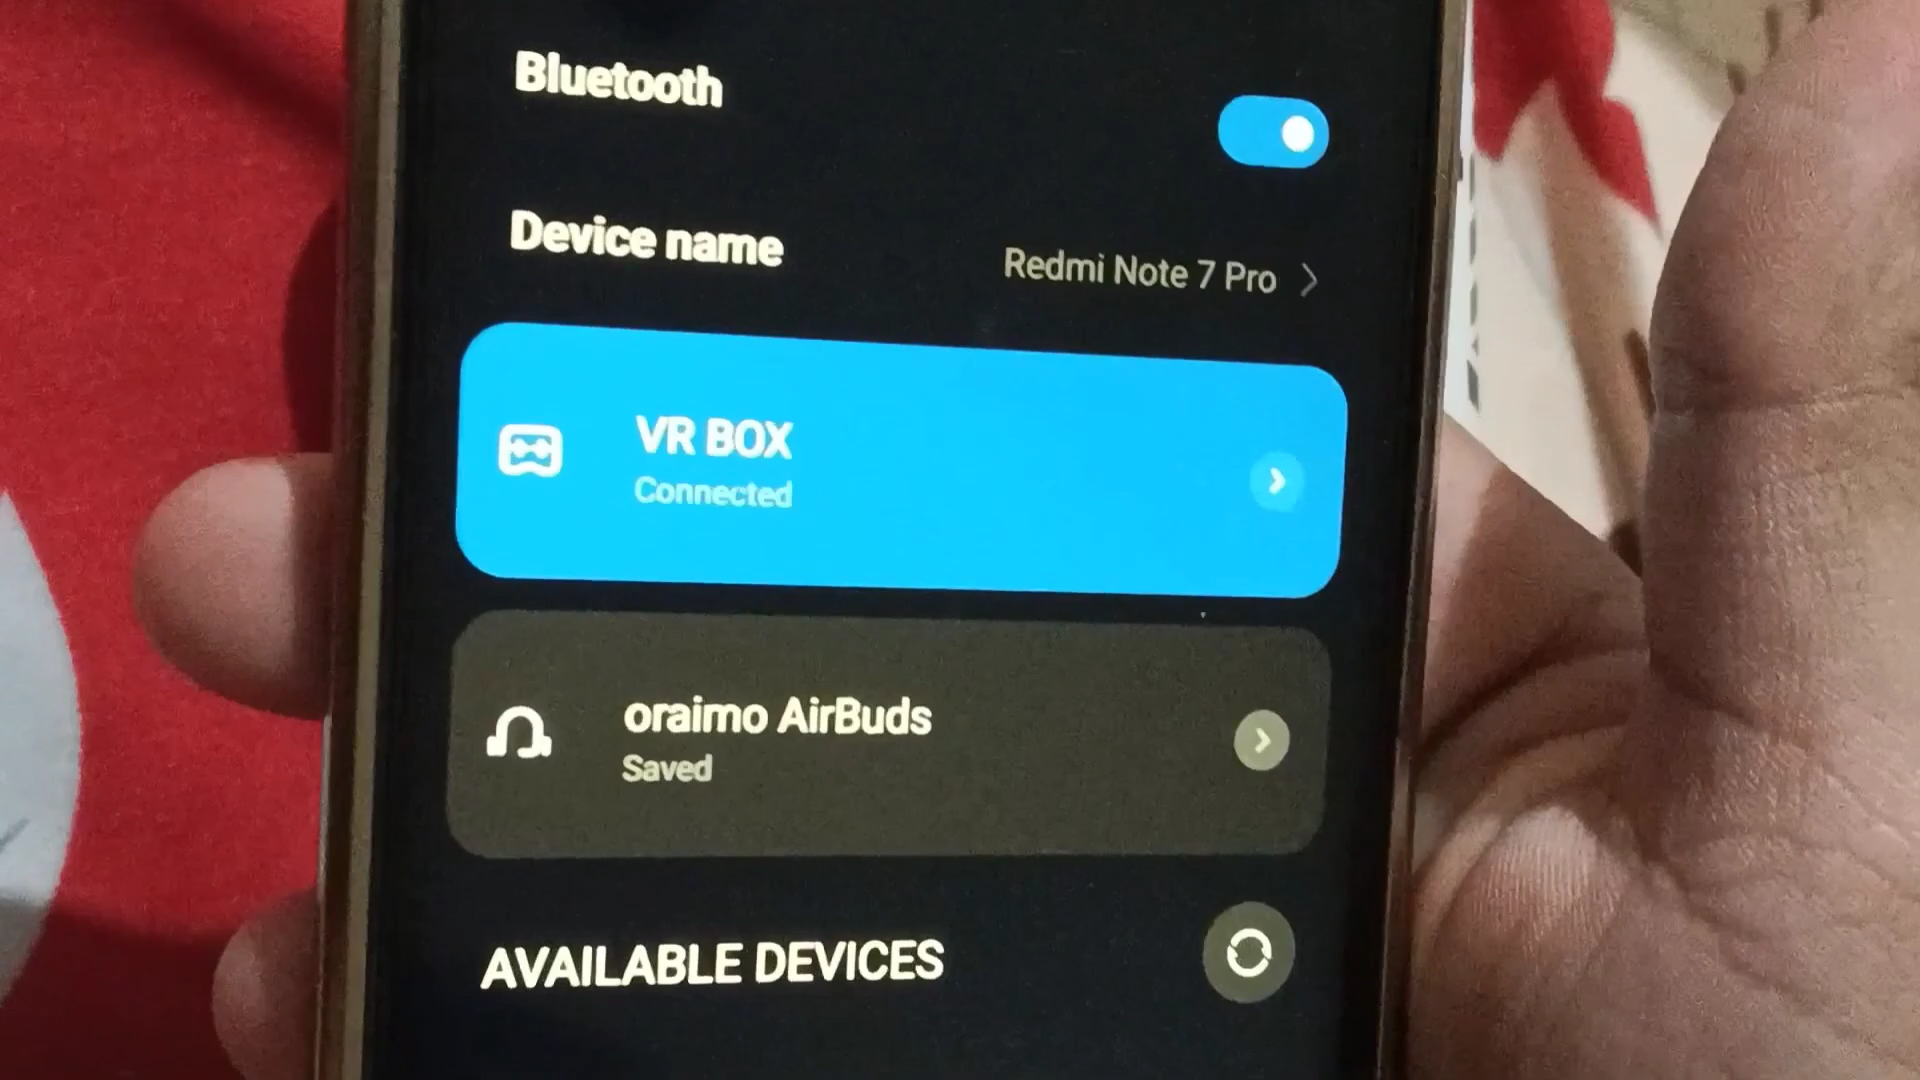 Bluetooth
Device name
Redmi Note 7 Pro
VR BOX
Connected
oraimo AirBuds
Saved
AVAILABLE DEVICES